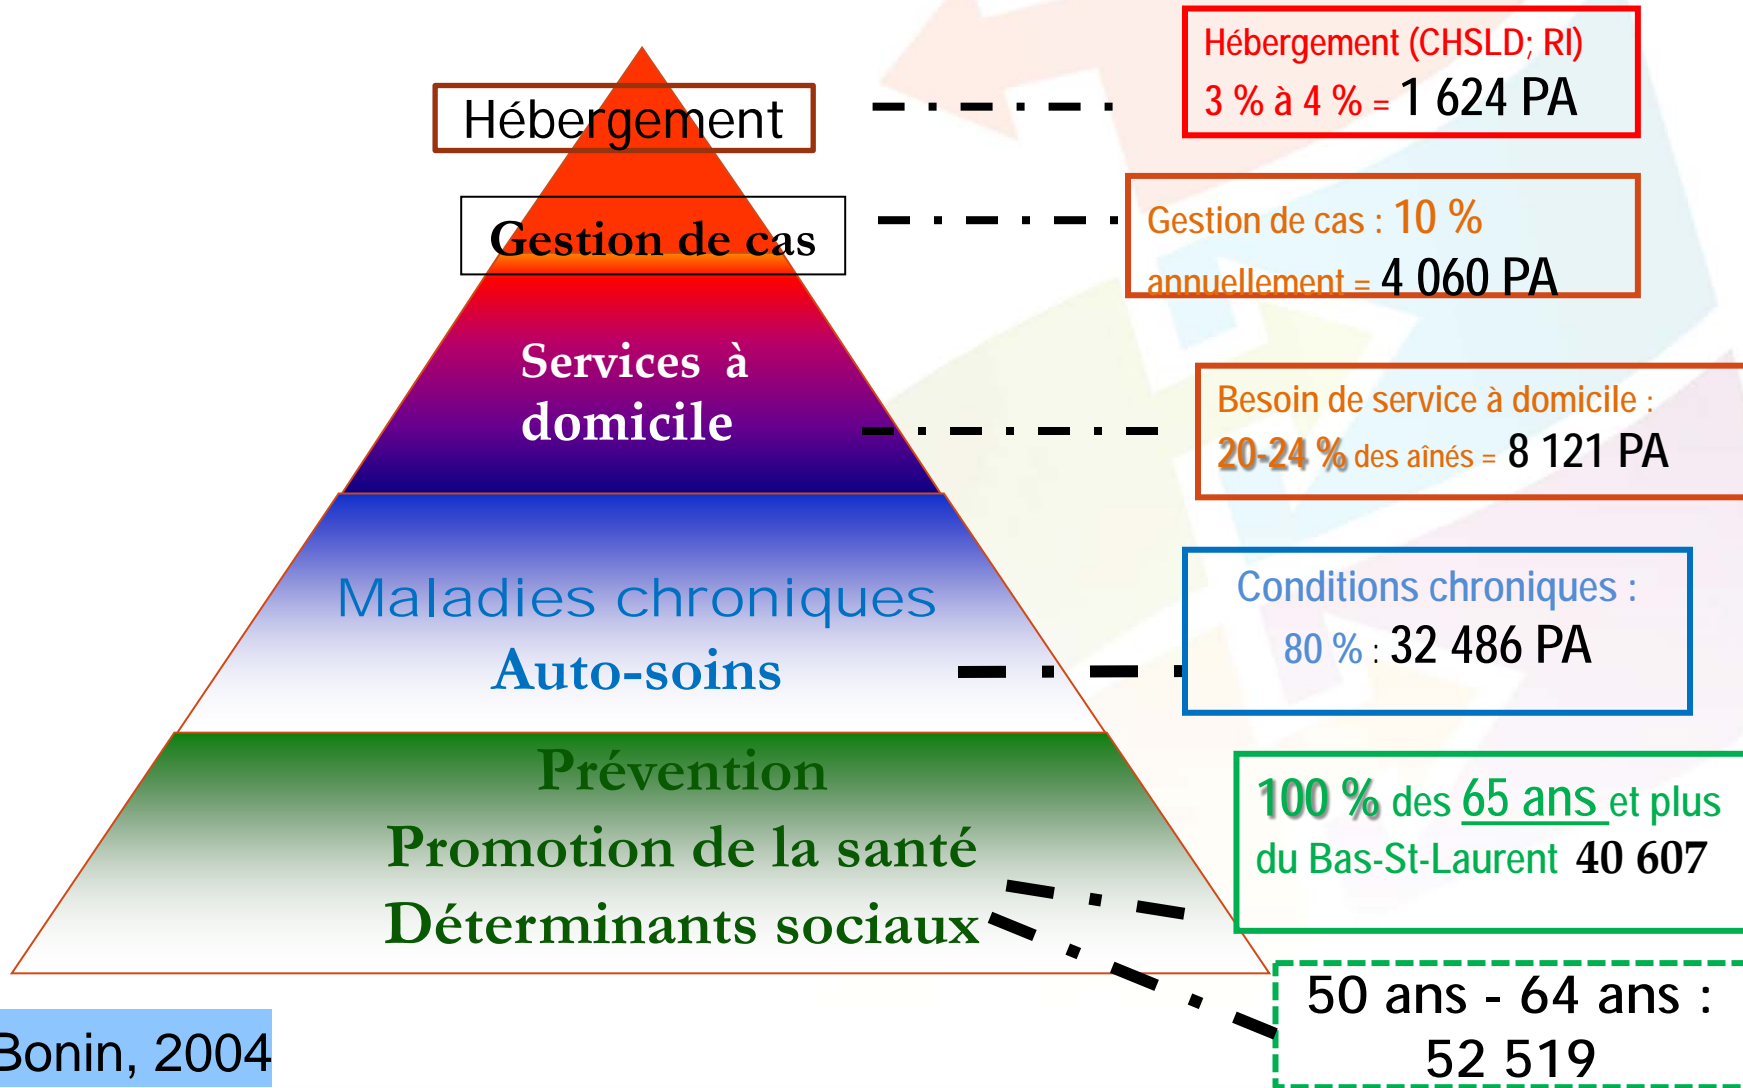 Hébergement
Gestion de cas
Services à
domicile
Maladies chroniques
Auto-soins
Prévention
Promotion de la santé
Déterminants sociaux
Bonin, 2004
Hébergement (CHSLD; RI)
3 % à 4 % = 1 624 PA
Gestion de cas : 10 %
annuellement = 4 060 PA
Besoin de service à domicile :
20-24 % des aînés = 8 121 PA
Conditions chroniques :
80 % : 32 486 PA
100 % des 65 ans et plus
du Bas-St-Laurent 40 607
50 ans - 64 ans :
52 519